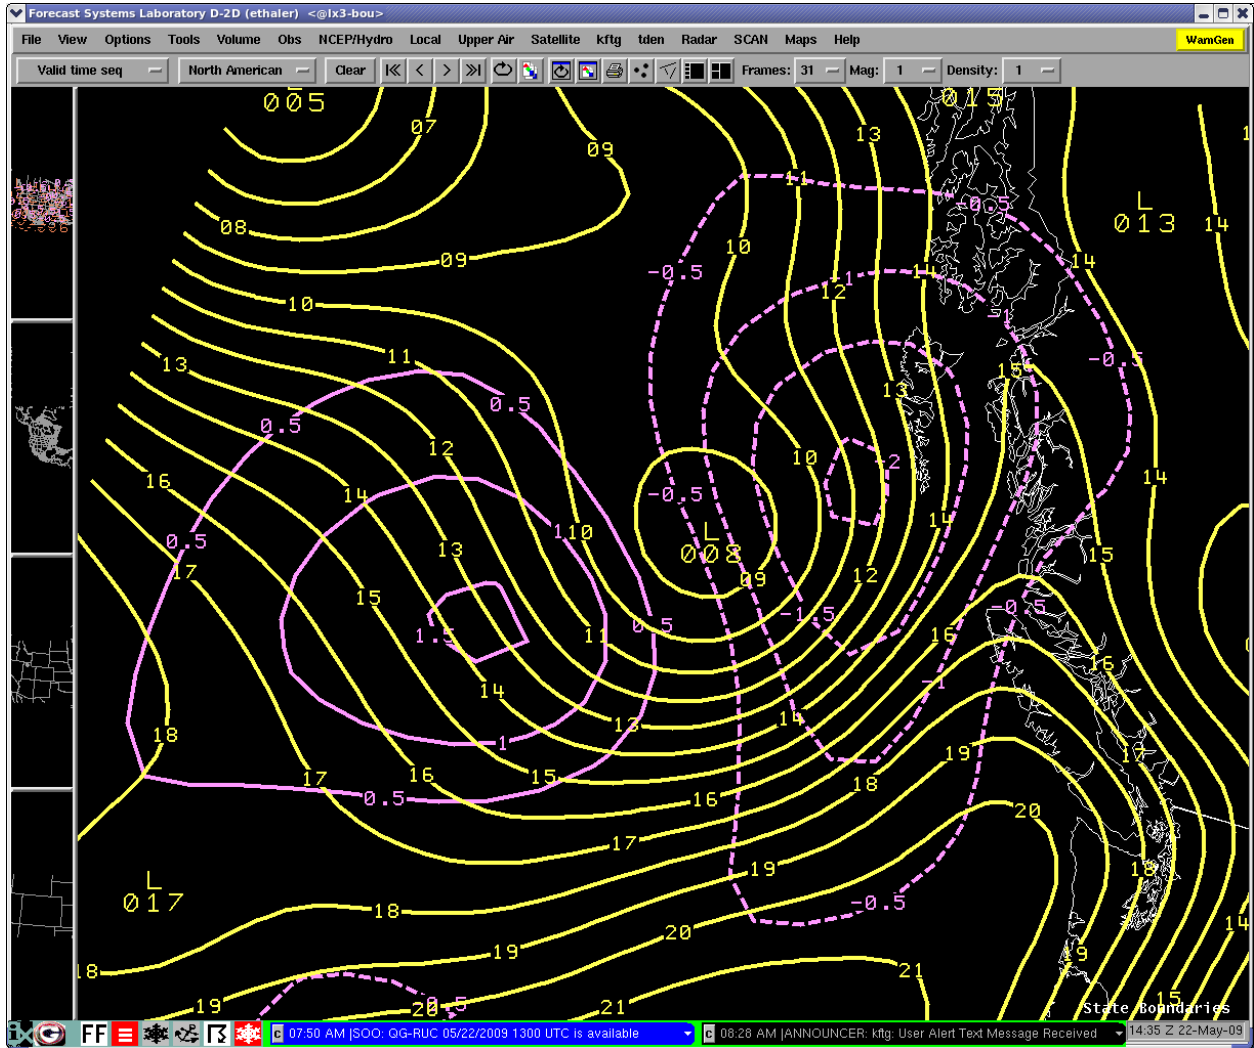 Forecast Systems Laboratory D-2D (ethaler) <@lx3-bou>
File View Options Tools Volume Obs NCEP/Hydro Local Upper Air Satellite kftg tden Radar SCAN Maps Help WarnGen
Valid time seq North American Clear Frames: 31 Mag: 1 Density: 1
005 015
07 13
09
11
-0.5
L
013
08 14
10
09 14
-0.5 -1 14
12
10 -1
11 -0.5
13 15
13
0.5
0.5
12
10 -2
16 14
-0.5 14
14
1 10
L
008
0.5 13 15
17 09 12
15 -0.5
-1.5
1.5 11 0.5 16
16
14 -1
13 14
18 1 19 17
17 16 15 18
0.5 16 20
17
19 18
L
017 18 -0.5
20 14
19 19
18 21
15
19 20 0.5 21
State Boundaries
FF
c 07:50 AM |SOO: QG-RUC 05/22/2009 1300 UTC is available
c 08:28 AM |ANNOUNCER: kftg: User Alert Text Message Received
14:35 Z 22-May-09